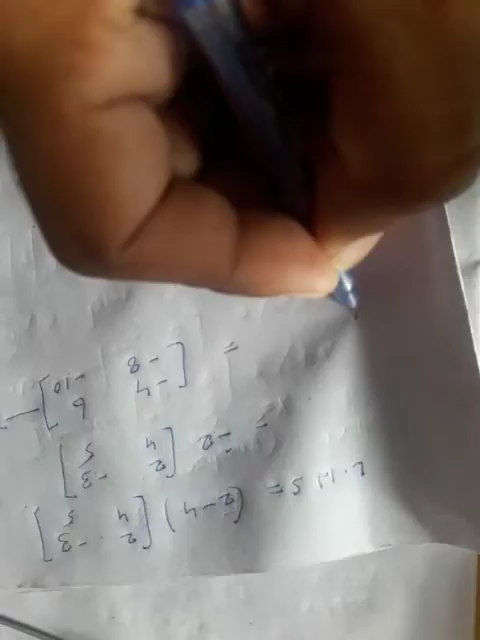 L.H.S = (2-4) [2 -3
4 5]
= -2 [2 -3
4 5]
= [-4 6
-8 -10]